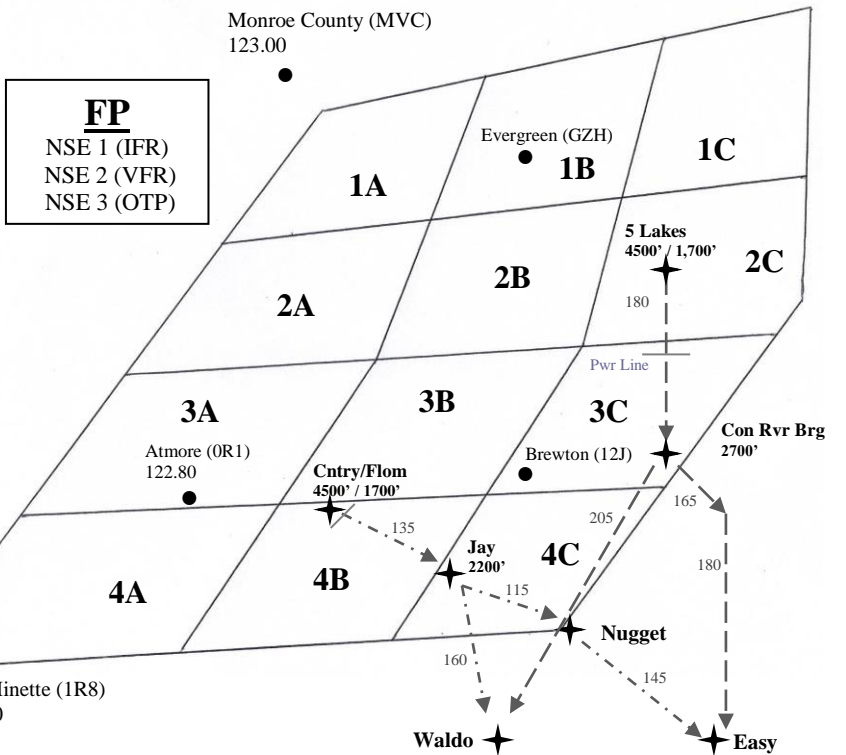 Monroe County (MVC)
123.00
FP
NSE 1 (IFR)
NSE 2 (VFR)
NSE 3 (OTP)
Evergreen (GZH)
1A
1B
1C
5 Lakes
4500' / 1,700'
2A
2B
2C
180
Pwr Line
3A
3B
3C
Atmore (0R1)
122.80
Cntry/Flom
4500' / 1700'
Brewton (12J)
Con Rvr Brg
2700'
165
205
135
Jay
2200'
4A
4B
4C
180
115
Nugget
160
145
(1R8)
Waldo
Easy